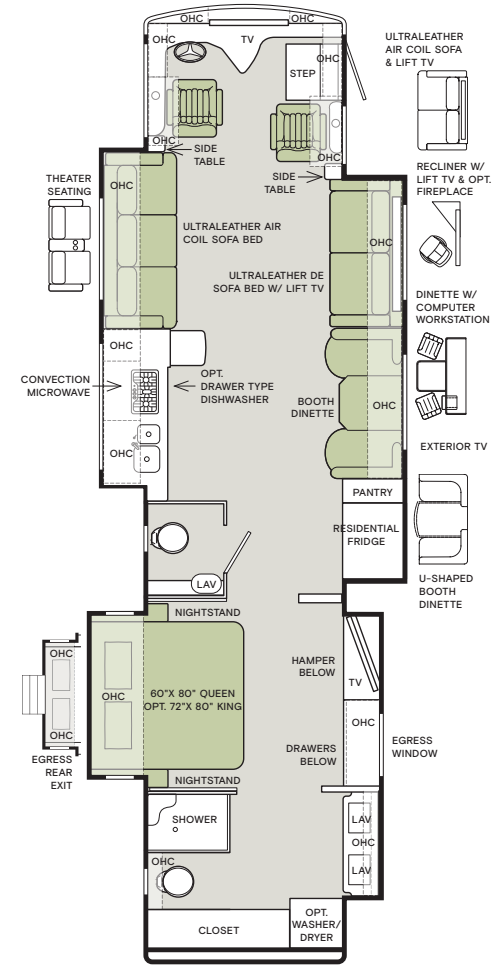 OHC
OHC
OHC
TV
OHC
STEP
ULTRALEATHER
AIR COIL SOFA
& LIFT TV
OHC
SIDE
TABLE
OHC
SIDE
TABLE
THEATER
SEATING
OHC
RECLINER W/
LIFT TV & OPT.
FIREPLACE
ULTRALEATHER AIR
COIL SOFA BED
OHC
ULTRALEATHER DE
SOFA BED W/ LIFT TV
DINETTE W/
COMPUTER
WORKSTATION
OHC
CONVECTION
MICROWAVE
OPT.
DRAWER TYPE
DISHWASHER
BOOTH
DINETTE
OHC
OHC
EXTERIOR TV
PANTRY
RESIDENTIAL
FRIDGE
LAV
U-SHAPED
BOOTH
DINETTE
NIGHTSTAND
OHC
OHC
EGRESS
REAR
EXIT
OHC
60"X 80" QUEEN
OPT. 72"X 80" KING
HAMPER
BELOW
TV
OHC
DRAWERS
BELOW
EGRESS
WINDOW
NIGHTSTAND
SHOWER
LAV
OHC
LAV
OHC
CLOSET
OPT.
WASHER/
DRYER